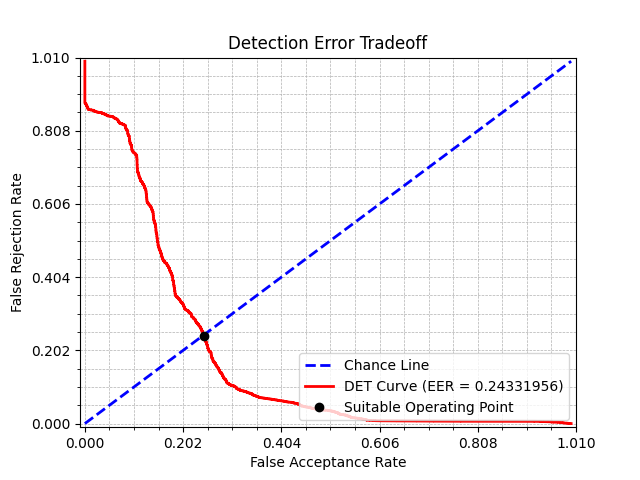 Detection Error Tradeoff
1.010
0.808
0.606
0.404
0.202
0.000
False Rejection Rate
Chance Line
DET Curve (EER = 0.24331956)
Suitable Operating Point
0.000 0.202 0.404 0.606 0.808 1.010
False Acceptance Rate